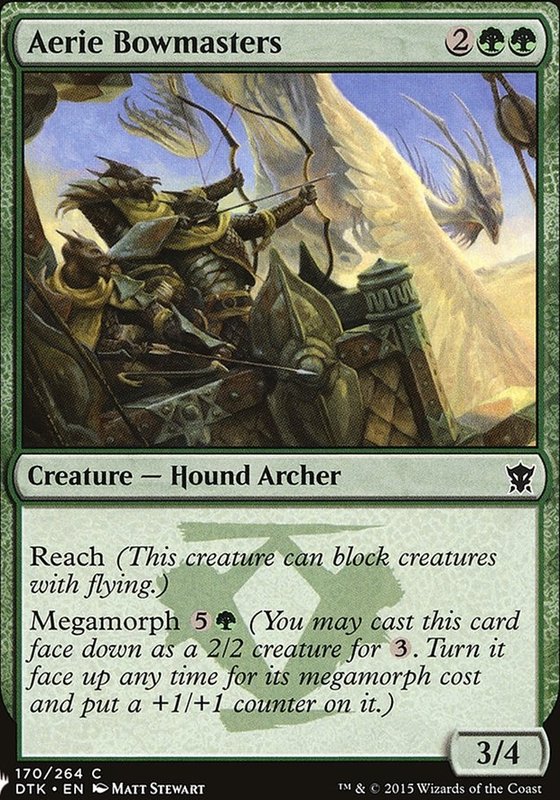 Aerie Bowmasters 2
Creature — Hound Archer
Reach (This creature can block creatures
with flying.)
Megamorph 5 (You may cast this card
face down as a 2/2 creature for 3. Turn it
face up any time for its megamorph cost
and put a +1/+1 counter on it.)
3/4
170/264 C
DTK • EN Matt Stewart
™ & © 2015 Wizards of the Coast